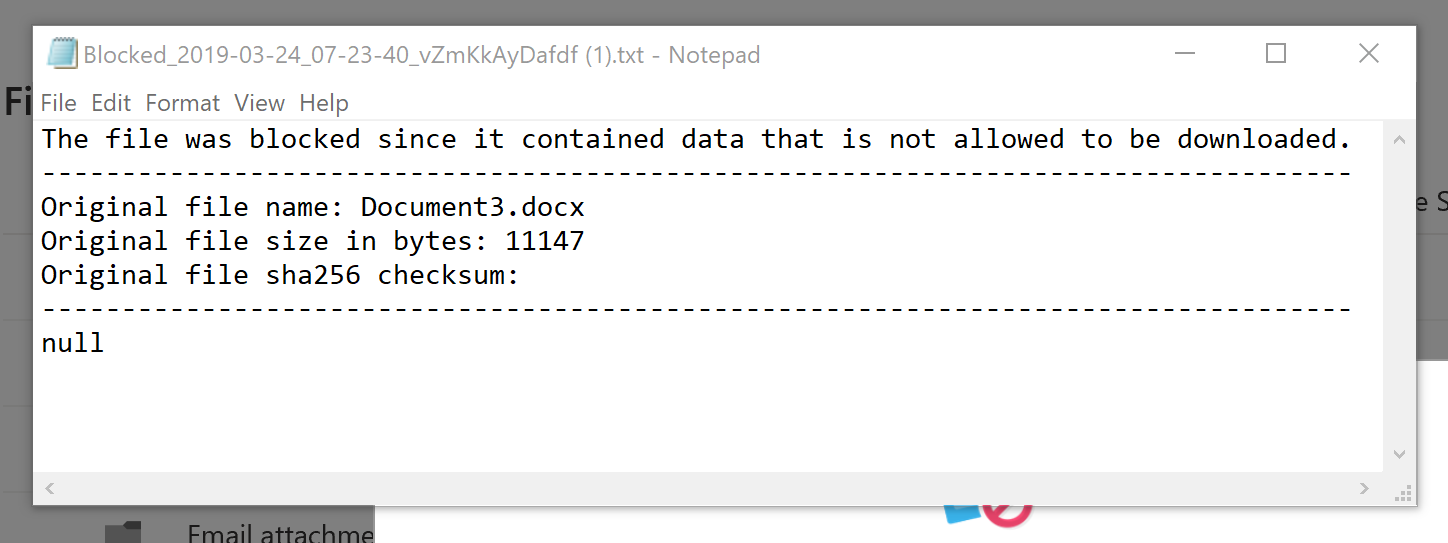 Blocked_2019-03-24_07-23-40_vZmKkAyDafdf (1).txt - Notepad
File Edit Format View Help
The file was blocked since it contained data that is not allowed to be downloaded.
----------------------------------------------------------------------------------
Original file name: Document3.docx
Original file size in bytes: 11147
Original file sha256 checksum:
----------------------------------------------------------------------------------
null
Fi
e S
Email attachme